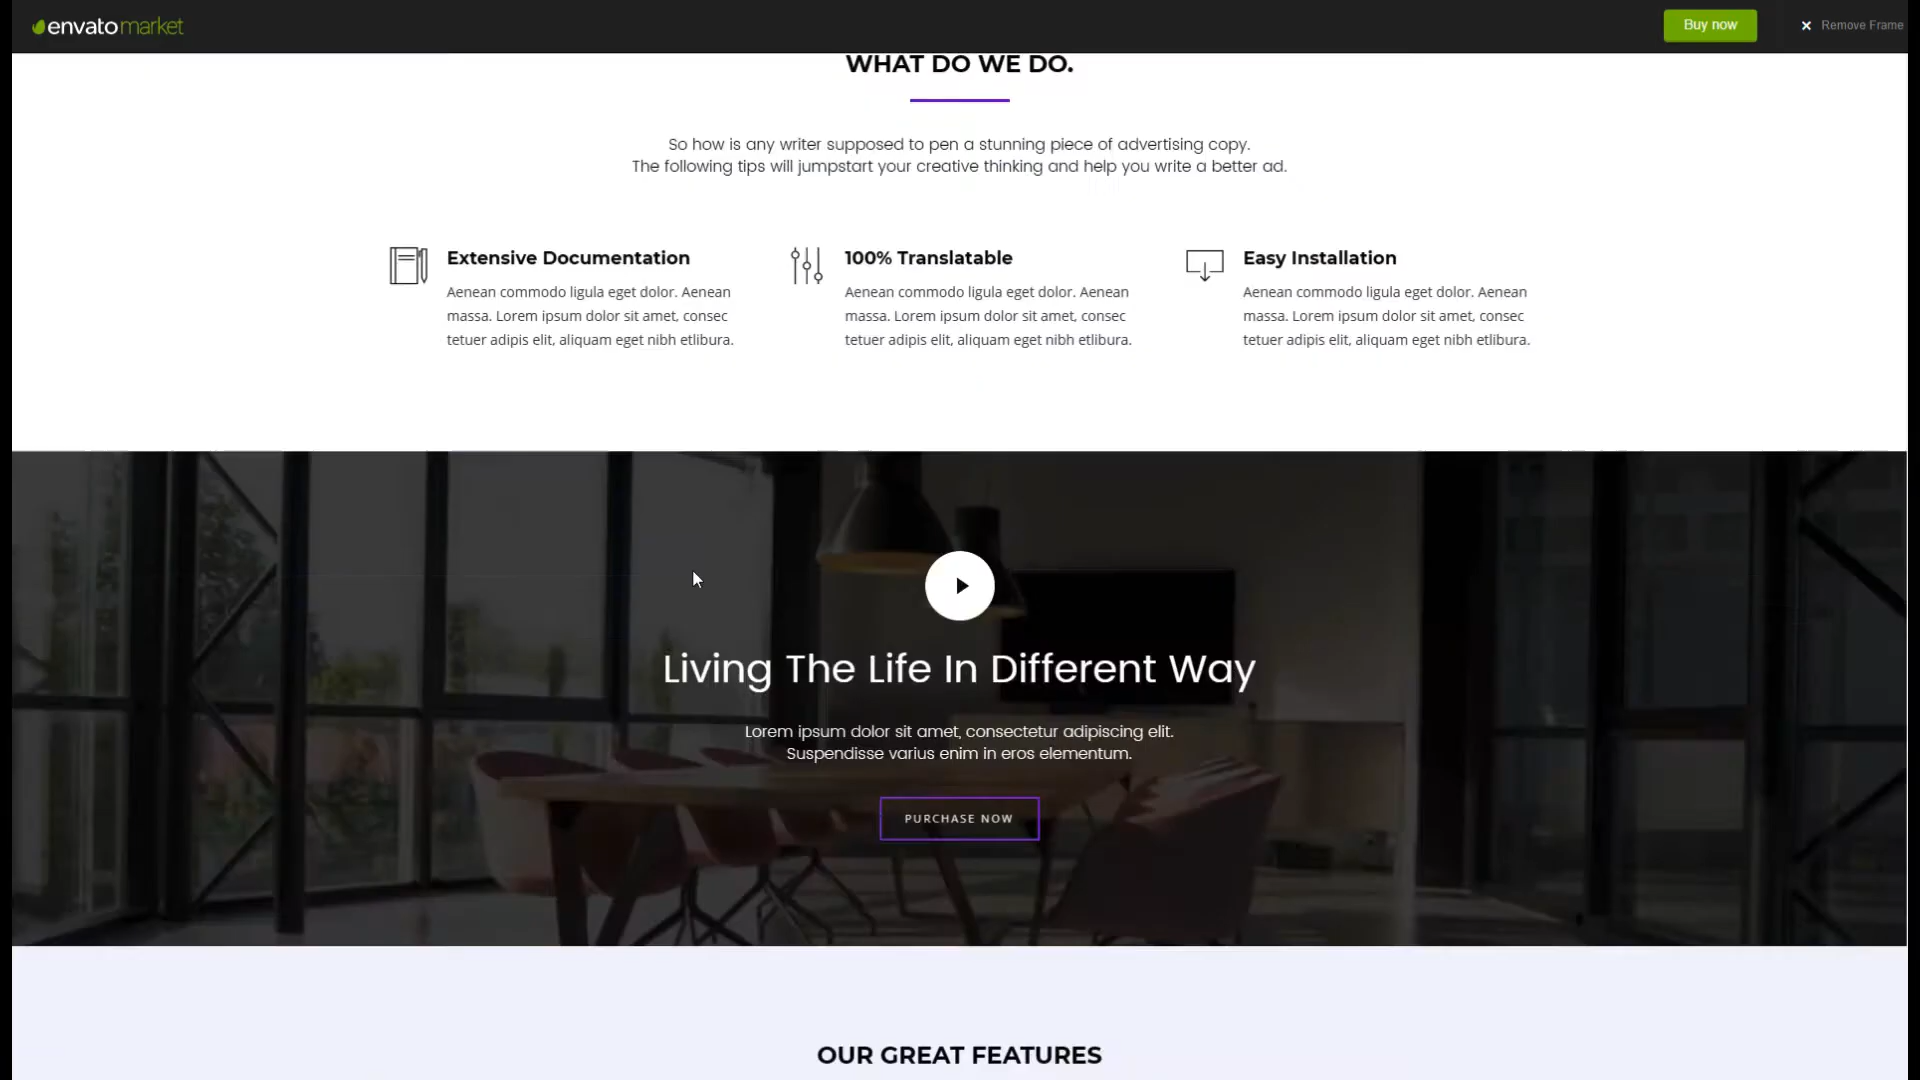 envatomarket
Buy now
Remove Frame
WHAT DO WE DO.
So how is any writer supposed to pen a stunning piece of advertising copy.
The following tips will jumpstart your creative thinking and help you write a better ad.
Extensive Documentation
Aenean commodo ligula eget dolor. Aenean
massa. Lorem ipsum dolor sit amet, consec
tetuer adipis elit, aliquam eget nibh etlibura.
100% Translatable
Aenean commodo ligula eget dolor. Aenean
massa. Lorem ipsum dolor sit amet, consec
tetuer adipis elit, aliquam eget nibh etlibura.
Easy Installation
Aenean commodo ligula eget dolor. Aenean
massa. Lorem ipsum dolor sit amet, consec
tetuer adipis elit, aliquam eget nibh etlibura.
Living The Life In Different Way
Lorem ipsum dolor sit amet, consectetur adipiscing elit.
Suspendisse varius enim in eros elementum.
PURCHASE NOW
OUR GREAT FEATURES